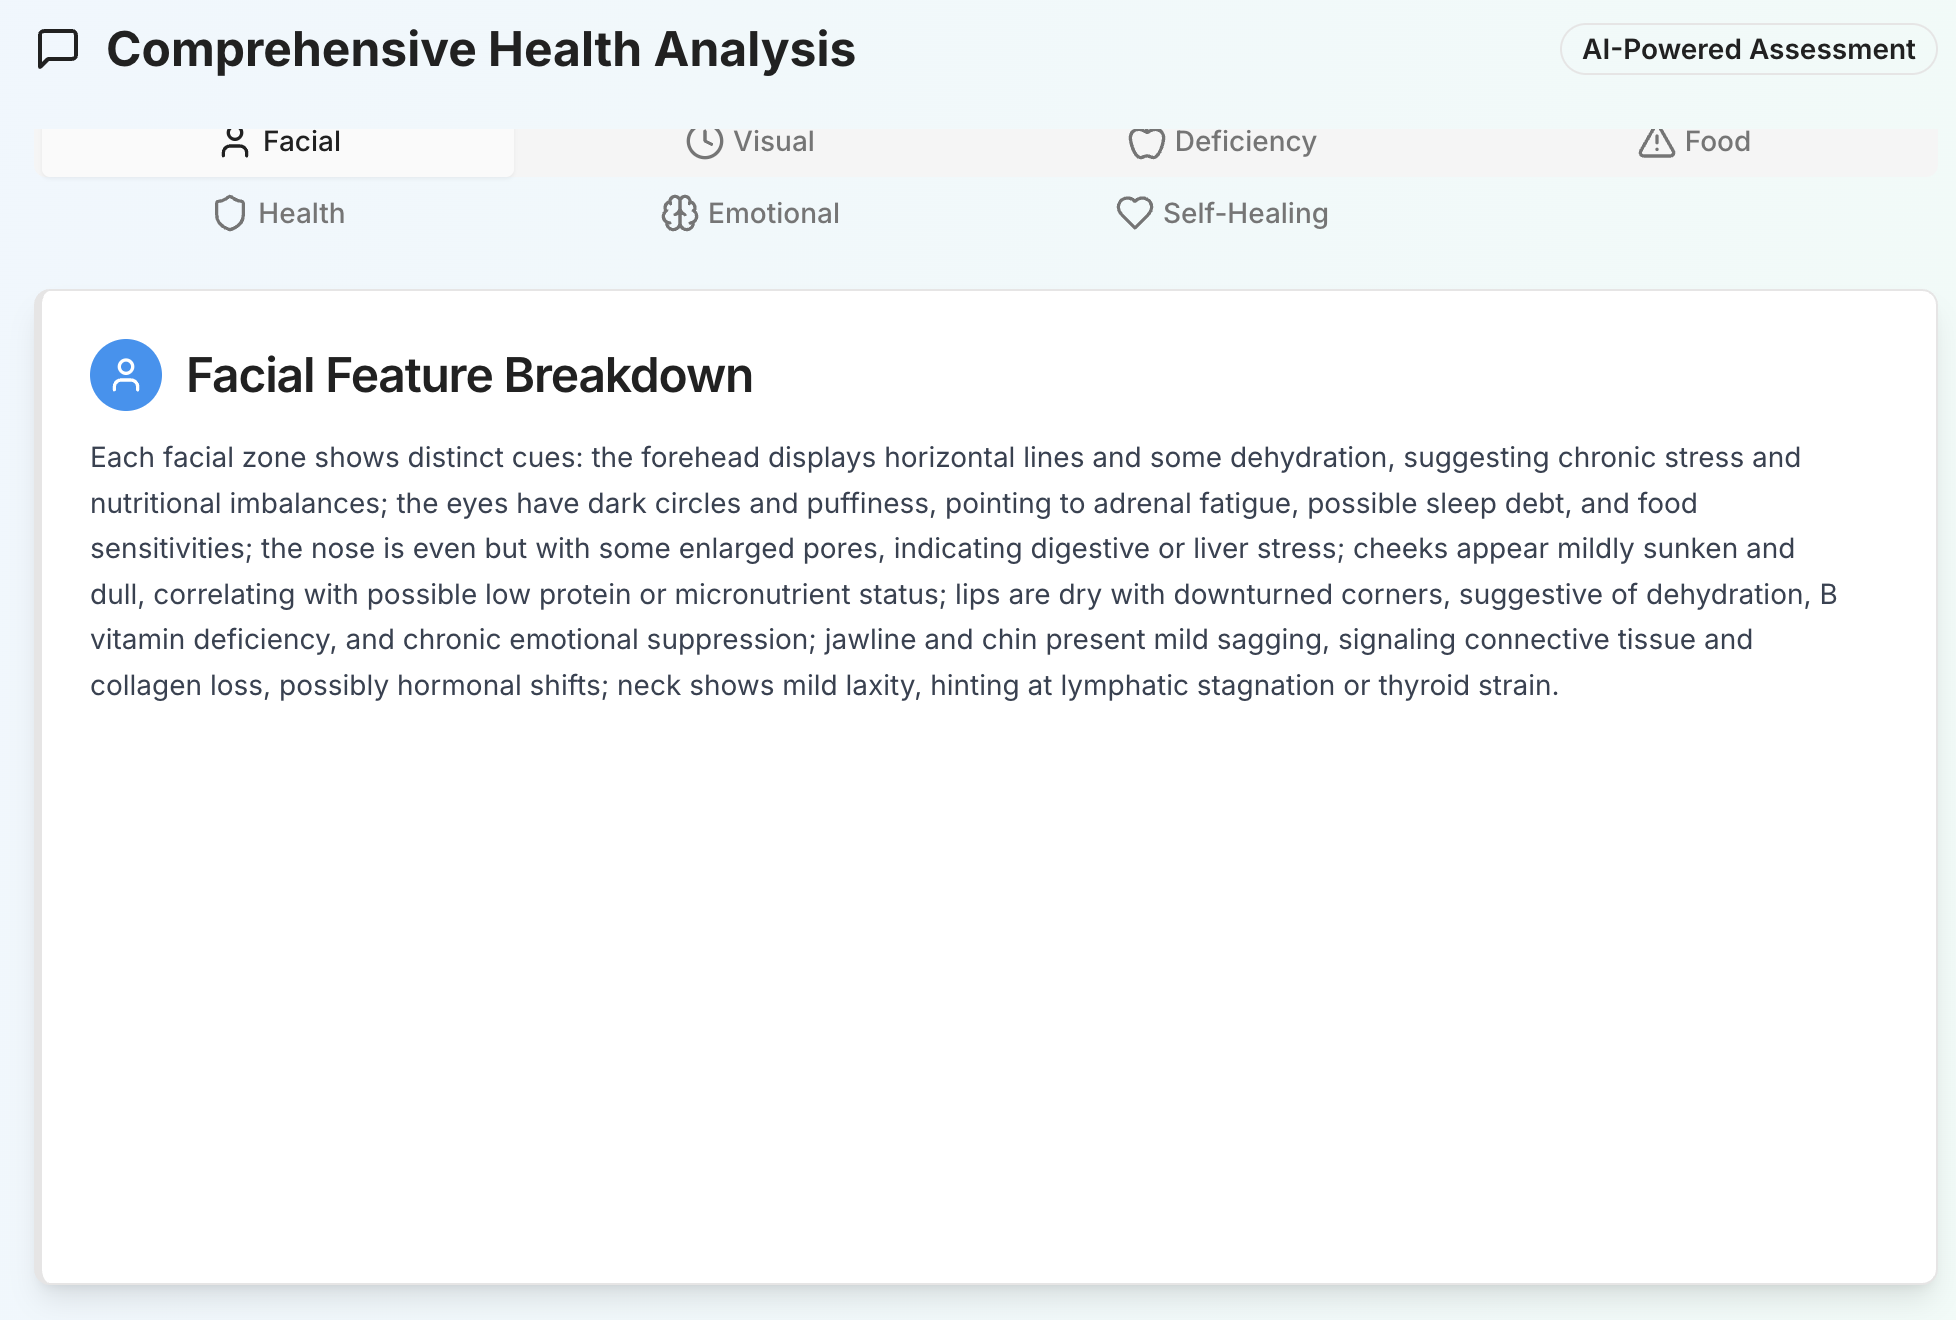 Comprehensive Health Analysis
AI-Powered Assessment
Facial
Visual
Deficiency
Food
Health
Emotional
Self-Healing
Facial Feature Breakdown
Each facial zone shows distinct cues: the forehead displays horizontal lines and some dehydration, suggesting chronic stress and
nutritional imbalances; the eyes have dark circles and puffiness, pointing to adrenal fatigue, possible sleep debt, and food
sensitivities; the nose is even but with some enlarged pores, indicating digestive or liver stress; cheeks appear mildly sunken and
dull, correlating with possible low protein or micronutrient status; lips are dry with downturned corners, suggestive of dehydration, B
vitamin deficiency, and chronic emotional suppression; jawline and chin present mild sagging, signaling connective tissue and
collagen loss, possibly hormonal shifts; neck shows mild laxity, hinting at lymphatic stagnation or thyroid strain.